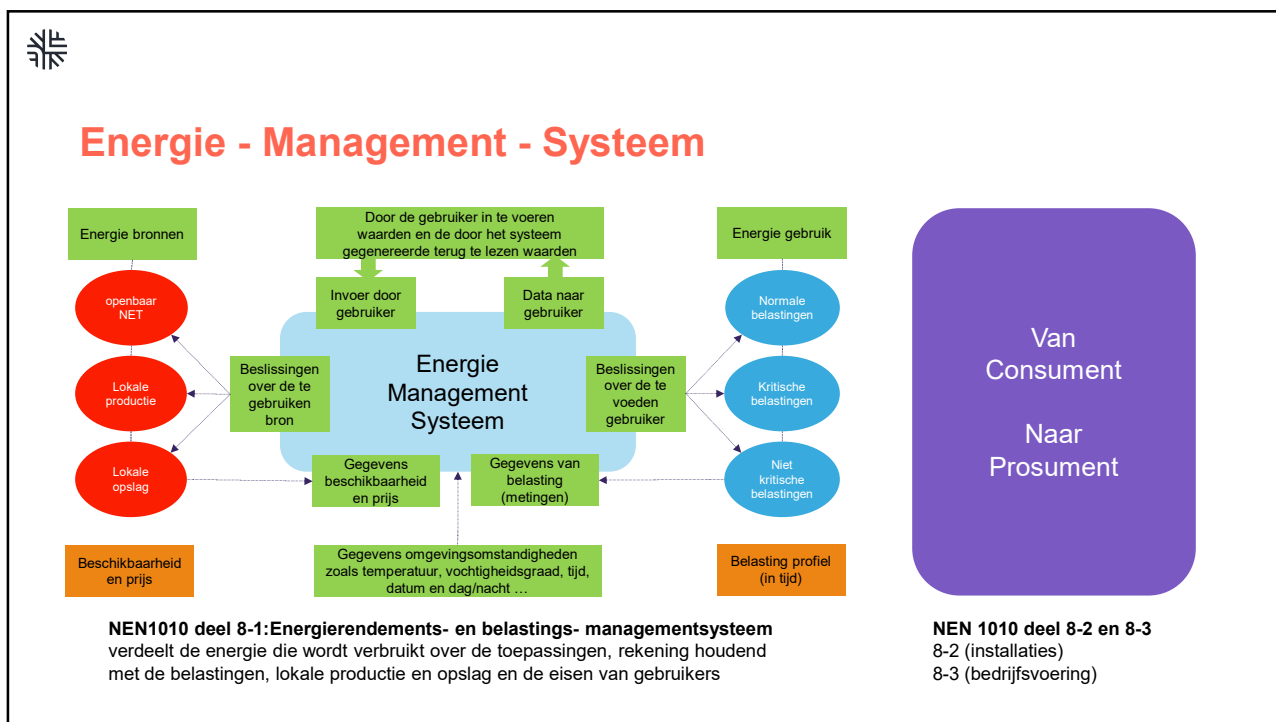 Energie - Management - Systeem
Energie bronnen
Door de gebruiker in te voeren
waarden en de door het systeem
gegenereerde terug te lezen waarden
Energie gebruik
openbaar
NET
Invoer door
gebruiker
Data naar
gebruiker
Normale
belastingen
Lokale
productie
Beslissingen
over de te
gebruiken
bron
Energie
Management
Systeem
Beslissingen
over de te
voeden
gebruiker
Kritische
belastingen
Lokale
opslag
Gegevens
beschikbaarheid
en prijs
Gegevens van
belasting
(metingen)
Niet
kritische
belastingen
Beschikbaarheid
en prijs
Gegevens omgevingsomstandigheden
zoals temperatuur, vochtigheidsgraad, tijd,
datum en dag/nacht …
Belasting profiel
(in tijd)
Van
Consument
Naar
Prosument
NEN1010 deel 8-1:Energierendements- en belastings- managementsysteem
verdeelt de energie die wordt verbruikt over de toepassingen, rekening houdend
met de belastingen, lokale productie en opslag en de eisen van gebruikers
NEN 1010 deel 8-2 en 8-3
8-2 (installaties)
8-3 (bedrijfsvoering)